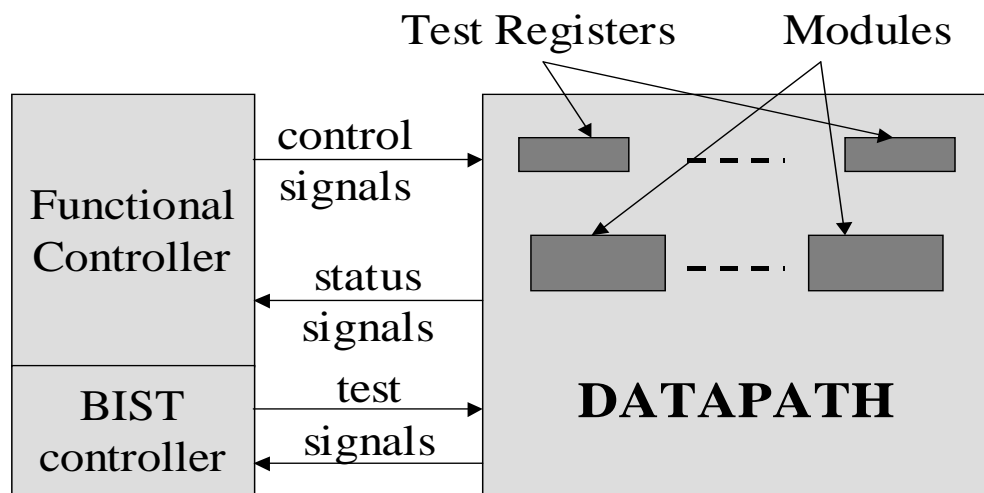 Test Registers
Modules
control
signals
Functional
Controller
status
signals
BIST
controller
test
signals
DATAPATH